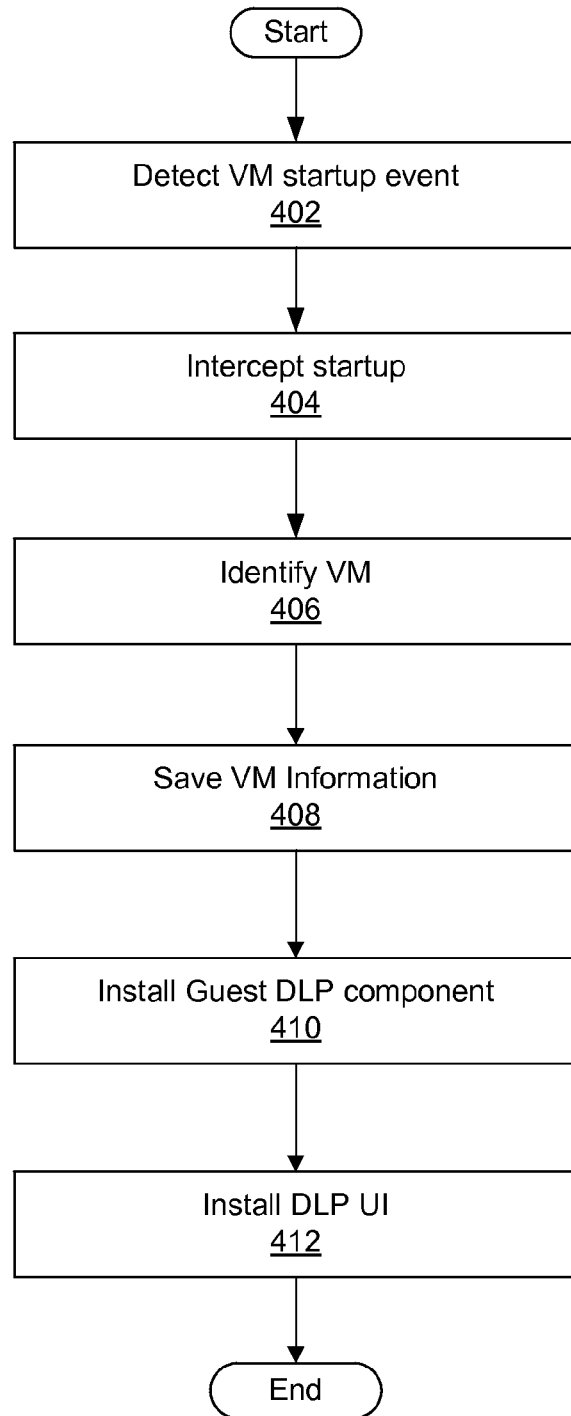 Start
Detect VM startup event
402
Intercept startup
404
Identify VM
406
Save VM Information
408
Install Guest DLP component
410
Install DLP UI
412
End